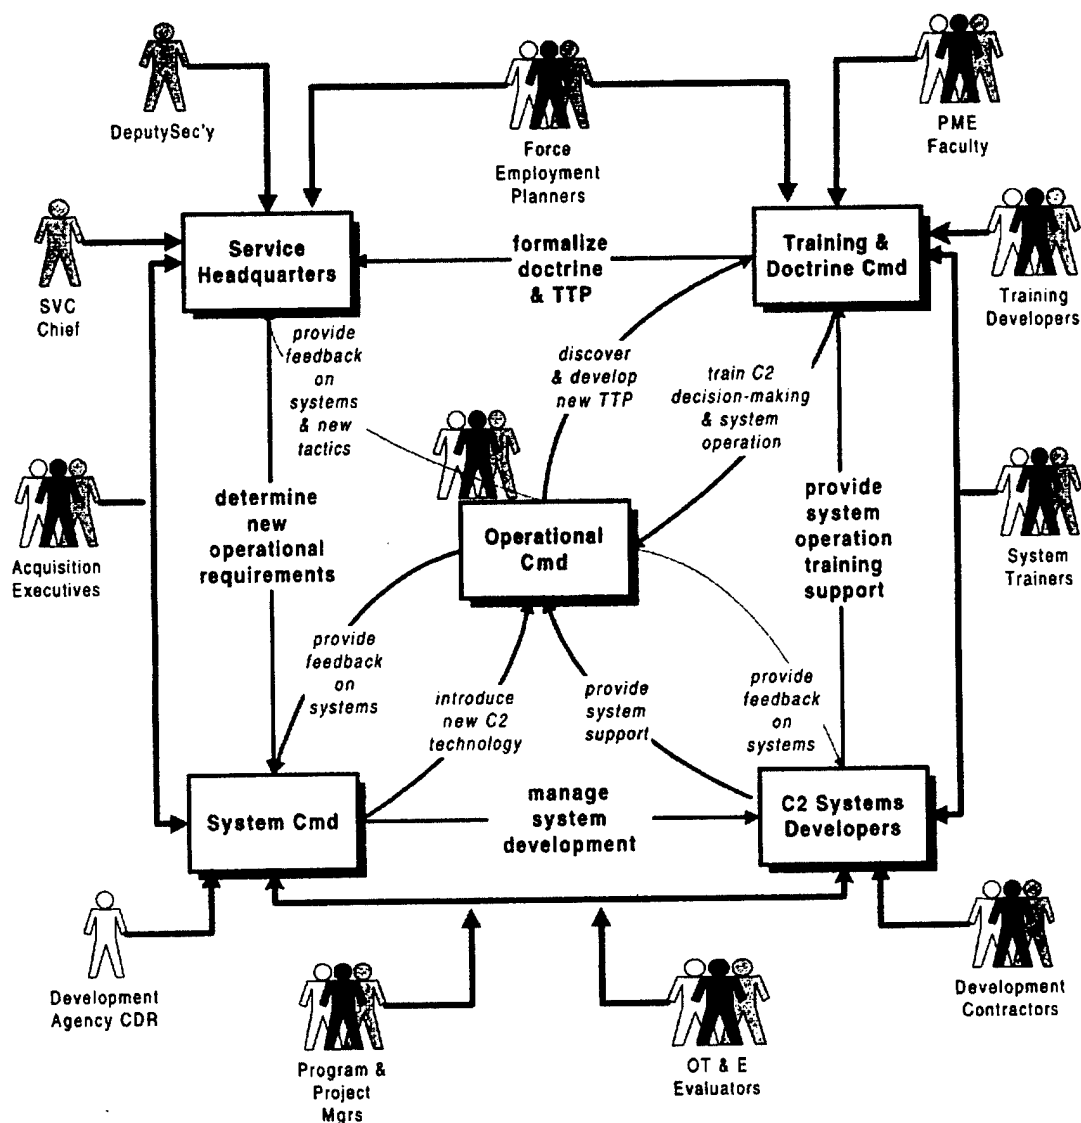 DeputySec'y
Force
Employment
Planners
PME
Faculty
SVC
Chief
Service
Headquarters
formalize
doctrine
& TTP
Training &
Doctrine Cmd
Training
Developers
provide
feedback
on
systems
& new
tactics
discover
& develop
new TTP
train C2
decision-making
& system
operation
Acquisition
Executives
determine
new
operational
requirements
Operational
Cmd
provide
system
operation
training
support
System
Trainers
provide
feedback
on
systems
introduce
new C2
technology
provide
system
support
provide
feedback
on
systems
System Cmd
manage
system
development
C2 Systems
Developers
Development
Agency CDR
Program &
Project
Mgrs
OT & E
Evaluators
Development
Contractors